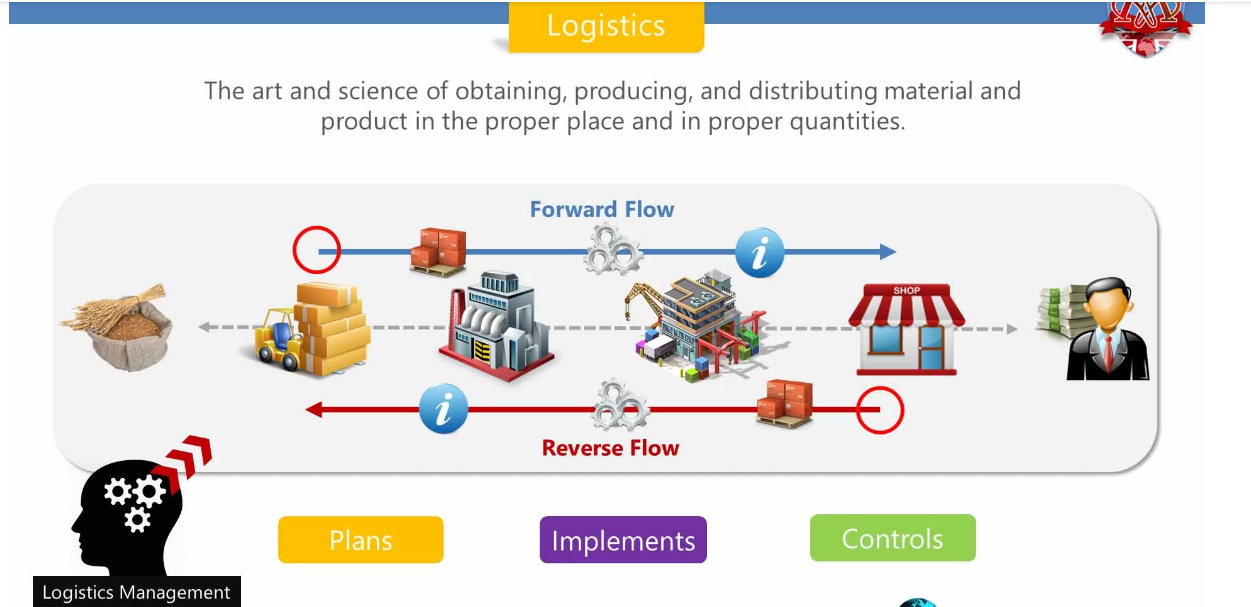 Logistics
The art and science of obtaining, producing, and distributing material and
product in the proper place and in proper quantities.
Forward Flow
i
SHOP
i
Reverse Flow
Plans
Implements
Controls
Logistics Management